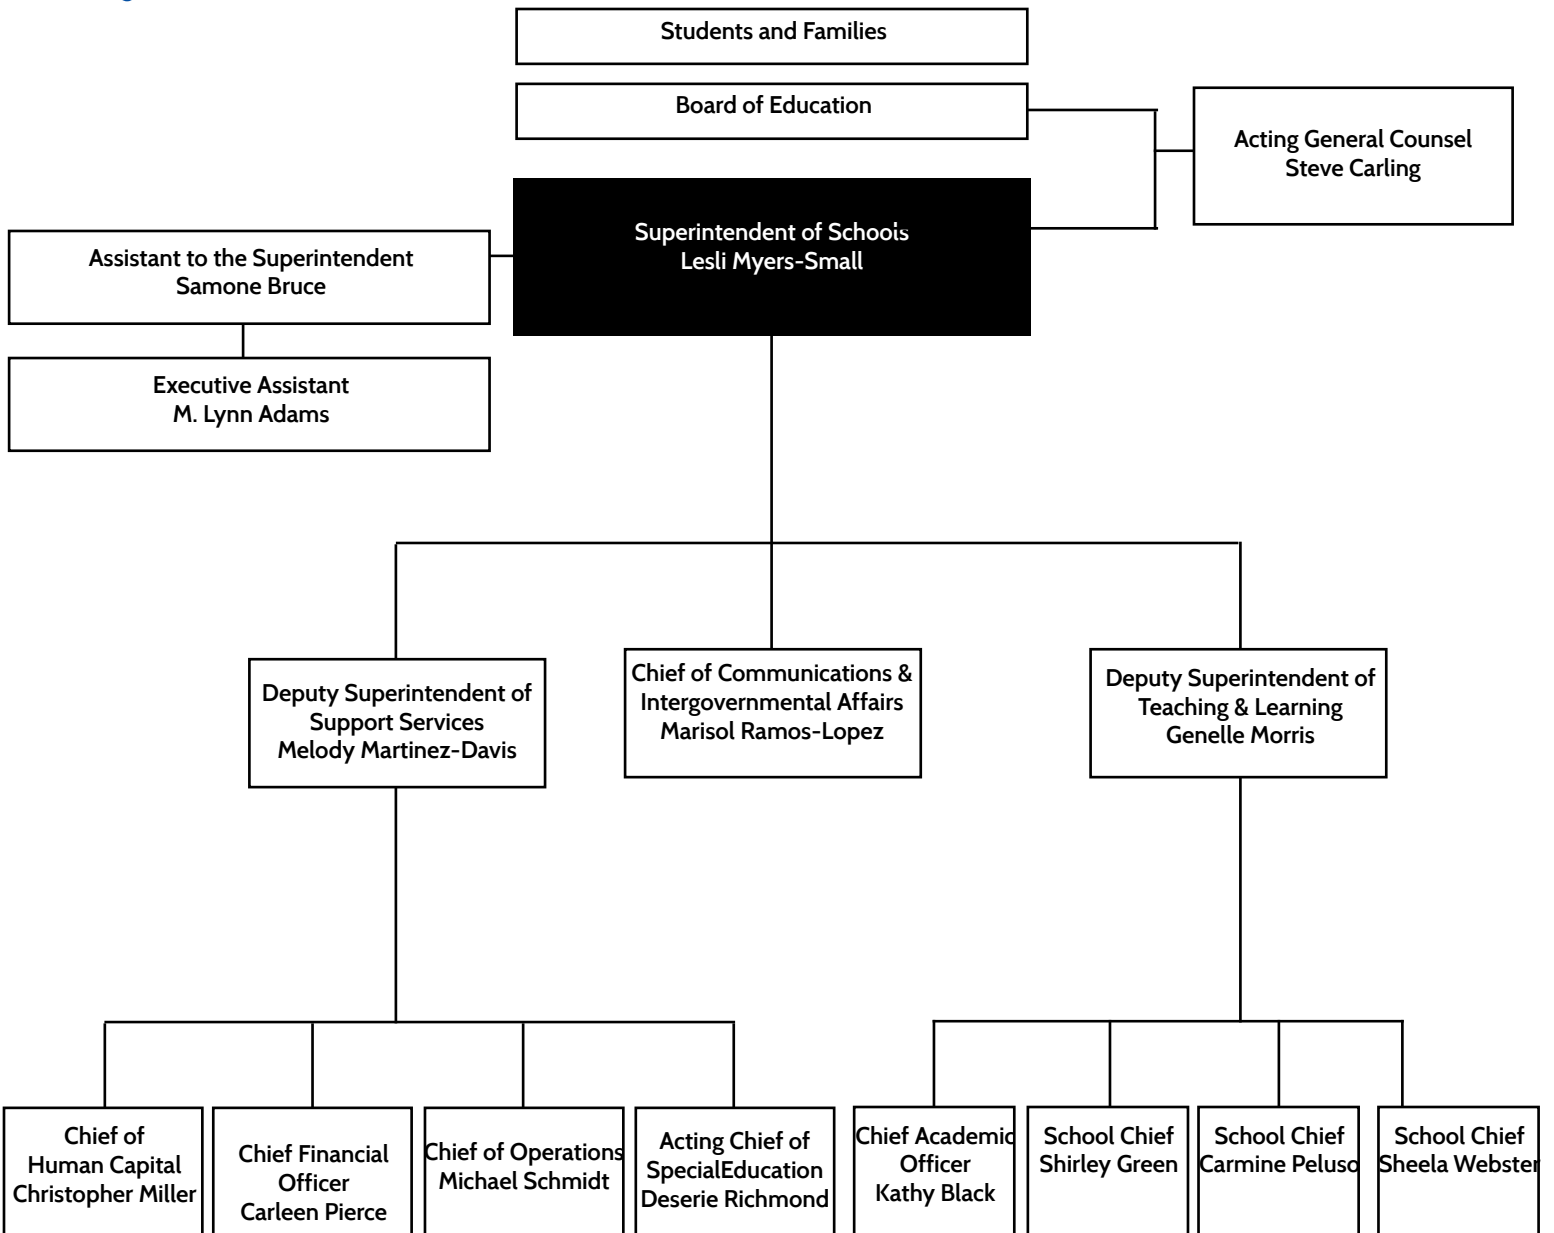 Students and Families
Board of Education
Acting General Counsel
Steve Carling
Superintendent of Schools
Lesli Myers-Small
Assistant to the Superintendent
Samone Bruce
Executive Assistant
M. Lynn Adams
Deputy Superintendent of
Support Services
Melody Martinez-Davis
Chief of Communications &
Intergovernmental Affairs
Marisol Ramos-Lopez
Deputy Superintendent of
Teaching & Learning
Genelle Morris
Chief of
Human Capital
Christopher Miller
Chief Financial
Officer
Carleen Pierce
Chief of Operations
Michael Schmidt
Acting Chief of
SpecialEducation
Deserie Richmond
Chief Academic
Officer
Kathy Black
School Chief
Shirley Green
School Chief
Carmine Peluso
School Chief
Sheela Webster